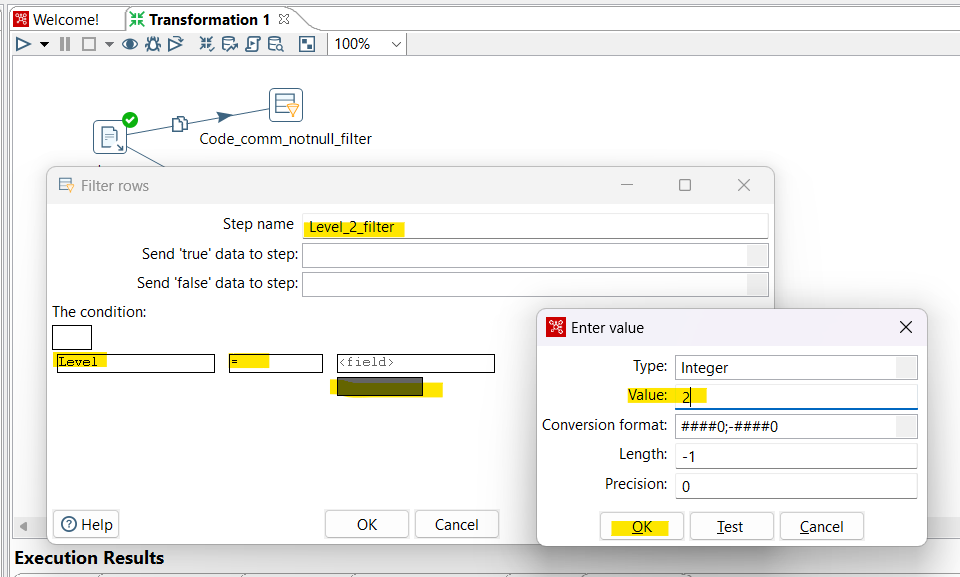 Welcome!
Transformation 1
100%
Code_comm_notnull_filter
Filter rows
Step name
Level_2_filter
Send 'true' data to step:
Send 'false' data to step:
The condition:
Level
=
<field>
Help
OK
Cancel
Enter value
Type:
Integer
Value:
2
Conversion format:
####0;-####0
Length:
-1
Precision:
0
OK
Test
Cancel
Execution Results